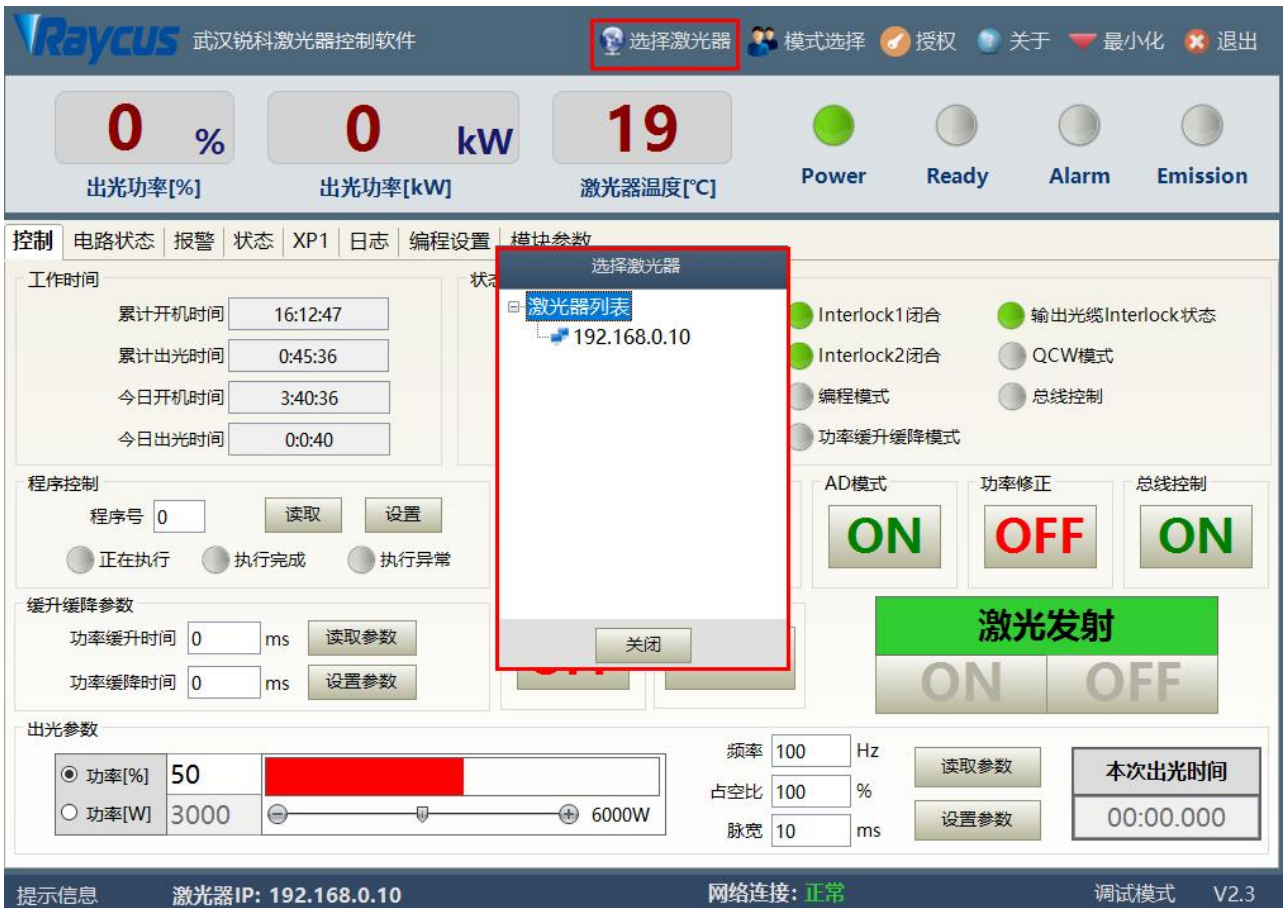 Raycus 武汉锐科激光器控制软件 选择激光器 模式选择 授权 关于 最小化 退出
0 % 0 kW 19
出光功率[%] 出光功率[kW] 激光器温度[℃] Power Ready Alarm Emission
控制 电路状态 报警 状态 XP1 日志 编程设置 模块参数
选择激光器
激光器列表
192.168.0.10
关闭
工作时间
累计开机时间 16:12:47
累计出光时间 0:45:36
今日开机时间 3:40:36
今日出光时间 0:0:40
状态
Interlock1闭合 输出光缆Interlock状态
Interlock2闭合 QCW模式
编程模式 总线控制
功率缓升缓降模式
程序控制
程序号 0 读取 设置
正在执行 执行完成 执行异常
AD模式 功率修正 总线控制
ON OFF ON
缓升缓降参数
功率缓升时间 0 ms 读取参数
功率缓降时间 0 ms 设置参数
激光发射
ON OFF
出光参数
功率[%] 50
功率[W] 3000 6000W
频率 100 Hz
占空比 100 %
脉宽 10 ms
读取参数
设置参数
本次出光时间
00:00.000
提示信息 激光器IP: 192.168.0.10 网络连接: 正常 调试模式 V2.3